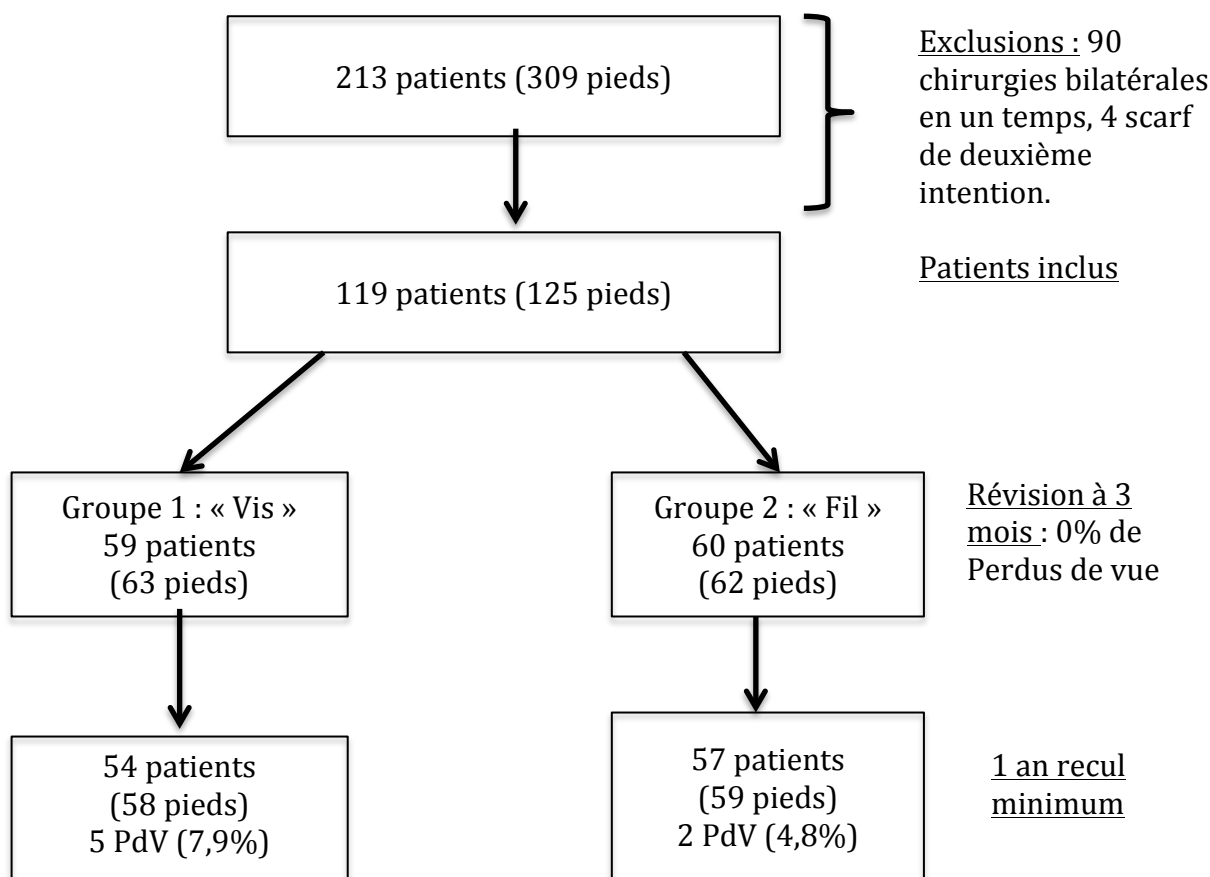 213 patients (309 pieds)
Exclusions : 90
chirurgies bilatérales
en un temps, 4 scarf
de deuxième
intention.
119 patients (125 pieds)
Patients inclus
Groupe 1 : « Vis »
59 patients
(63 pieds)
Groupe 2 : « Fil »
60 patients
(62 pieds)
Révision à 3
mois : 0% de
Perdus de vue
54 patients
(58 pieds)
5 PdV (7,9%)
57 patients
(59 pieds)
2 PdV (4,8%)
1 an recul
minimum